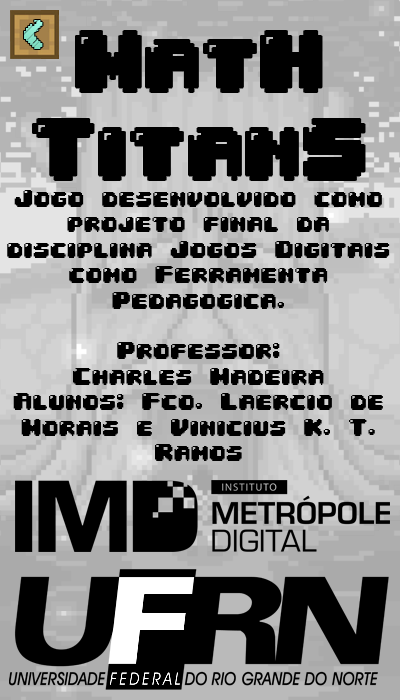 Math
Titans
Jogo desenvolvido como
projeto final da
disciplina Jogos Digitais
como Ferramenta
Pedagogica.
Professor:
Charles Madeira
Alunos: Fco. Laercio de
Morais e Vinicius K. T.
Ramos
IMD INSTITUTO
METRÓPOLE
DIGITAL
UFRN
UNIVERSIDADE FEDERAL DO RIO GRANDE DO NORTE